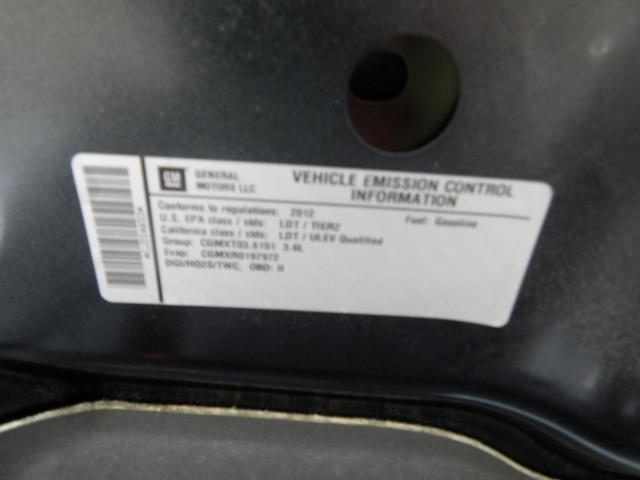 GM
GENERAL
MOTORS LLC
VEHICLE EMISSION CONTROL
INFORMATION
Conforms to regulations: 2012
Fuel: Gasoline
U.S. EPA class / stds: LDT / TIER2
California class / stds: LDT / ULEV Qualified
Group: CGMXT03.6151 3.6L
Evap: CGMXR0197972
DGI/HO2S/TWC, OBD: II